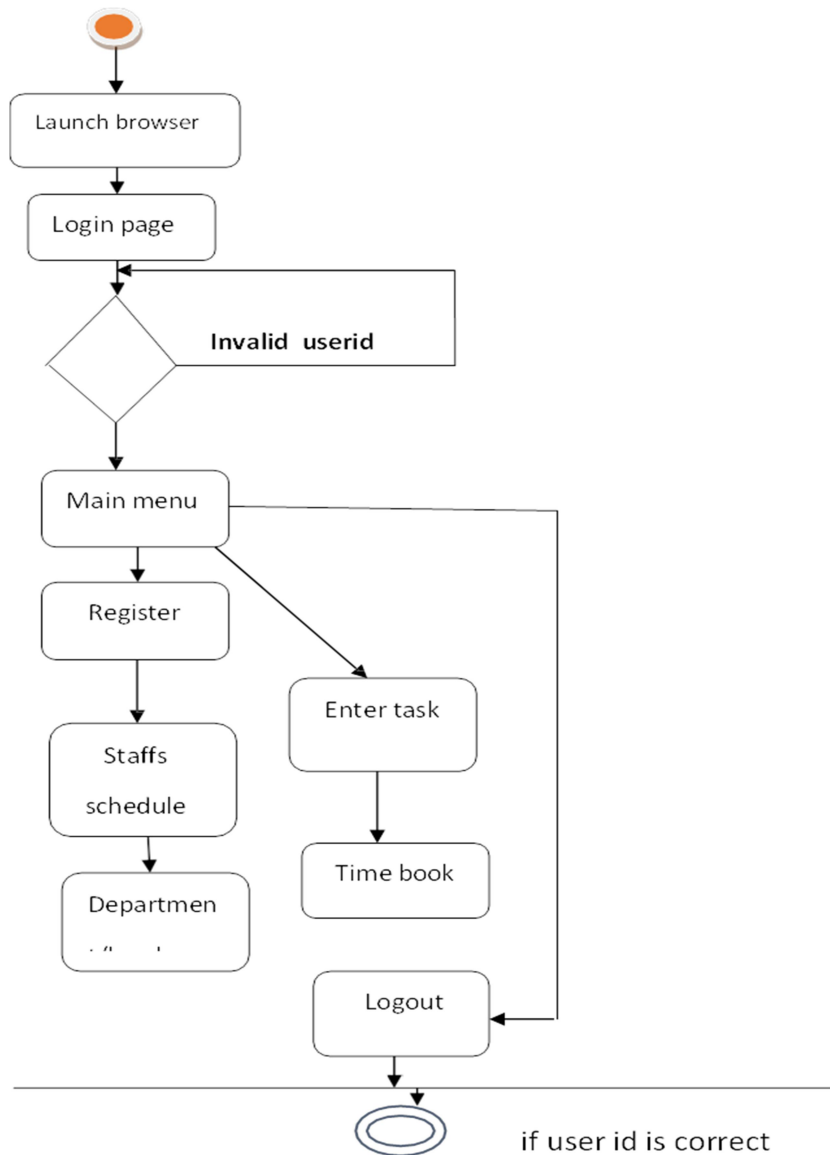 Launch browser
Login page
Invalid userid
Main menu
Register
Enter task
Staffs
schedule
Time book
Departmen
Logout
if user id is correct